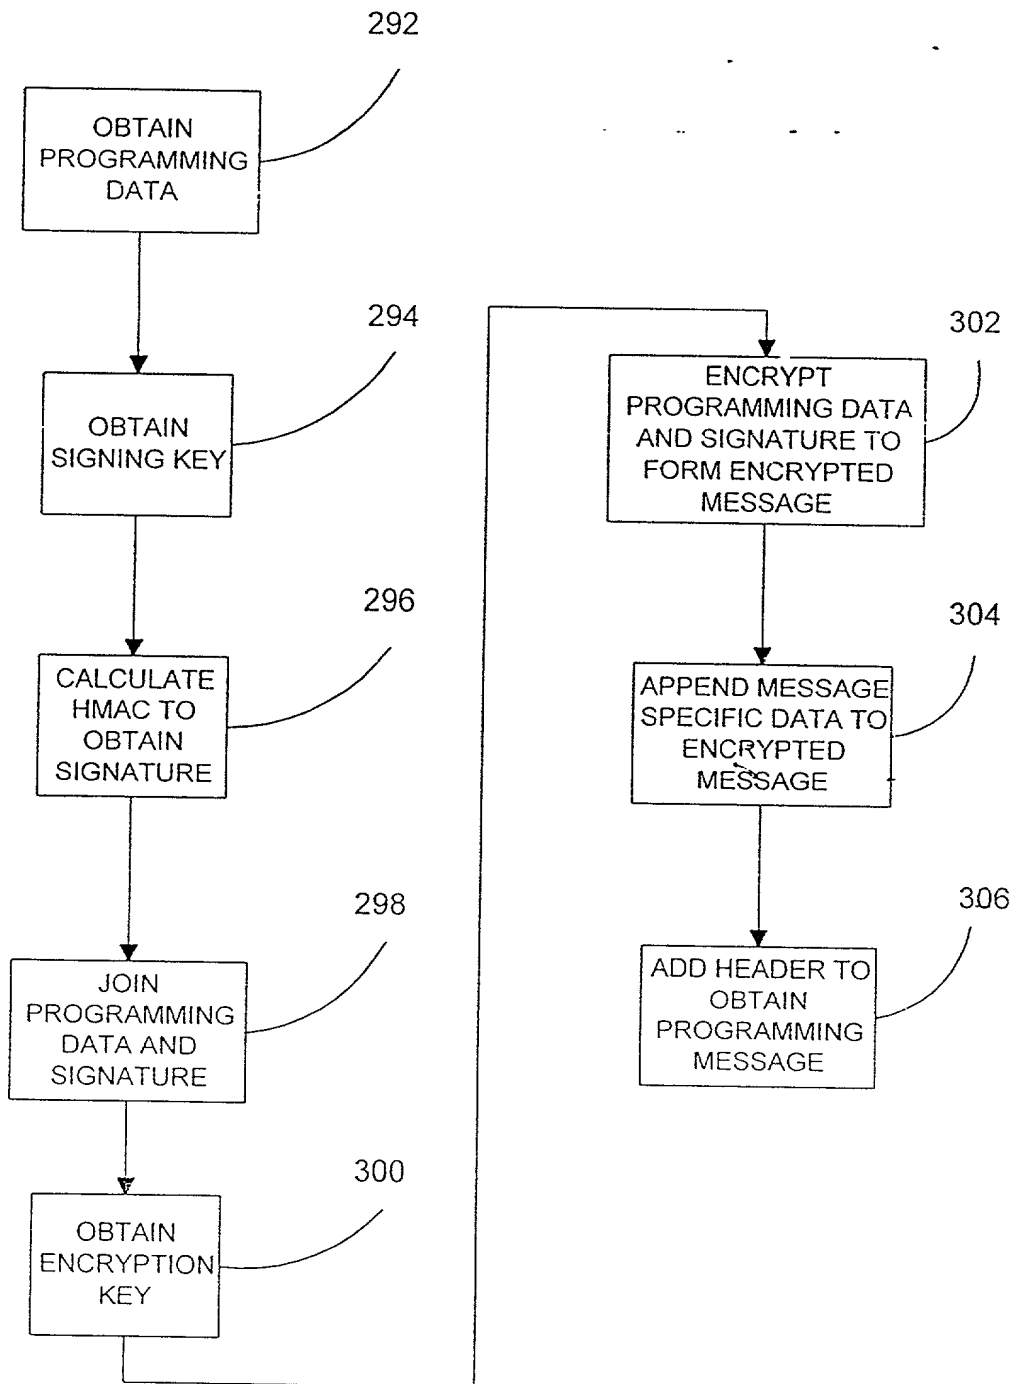 292
OBTAIN
PROGRAMMING
DATA
294
OBTAIN
SIGNING KEY
296
CALCULATE
HMAC TO
OBTAIN
SIGNATURE
298
JOIN
PROGRAMMING
DATA AND
SIGNATURE
300
OBTAIN
ENCRYPTION
KEY
302
ENCRYPT
PROGRAMMING DATA
AND SIGNATURE TO
FORM ENCRYPTED
MESSAGE
304
APPEND MESSAGE
SPECIFIC DATA TO
ENCRYPTED
MESSAGE
306
ADD HEADER TO
OBTAIN
PROGRAMMING
MESSAGE